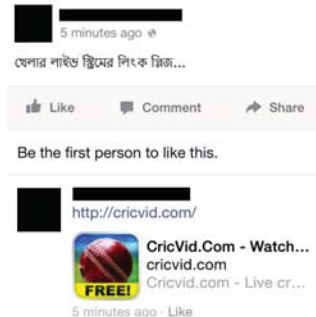 5 minutes ago
খেলার লাইভ স্ট্রিমের লিংক প্লিজ...
Like Comment Share
Be the first person to like this.
http://cricvid.com/
CricVid.Com - Watch...
cricvid.com
CricVid.com - Live cr...
FREE!
5 minutes ago · Like